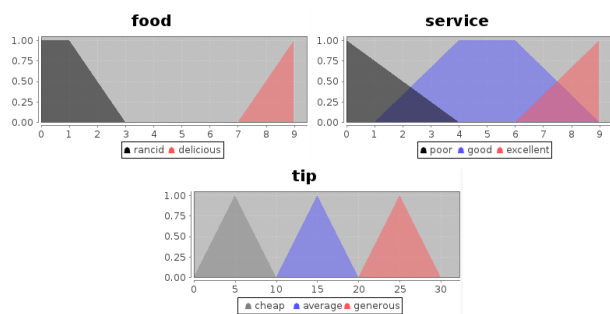 food
1.00
0.75
0.50
0.25
0.00
0 1 2 3 4 5 6 7 8 9
rancid delicious
service
1.00
0.75
0.50
0.25
0.00
0 1 2 3 4 5 6 7 8 9
poor good excellent
tip
1.00
0.75
0.50
0.25
0.00
0 5 10 15 20 25 30
cheap average generous